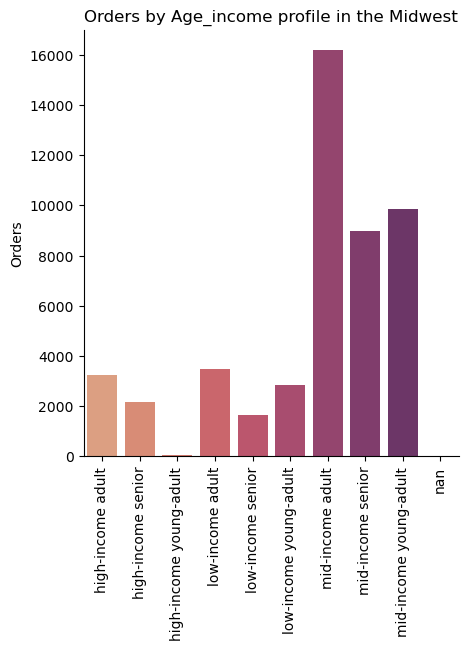 Orders by Age_income profile in the Midwest
Orders
16000
14000
12000
10000
8000
6000
4000
2000
0
high-income adult
high-income senior
high-income young-adult
low-income adult
low-income senior
low-income young-adult
mid-income adult
mid-income senior
mid-income young-adult
nan